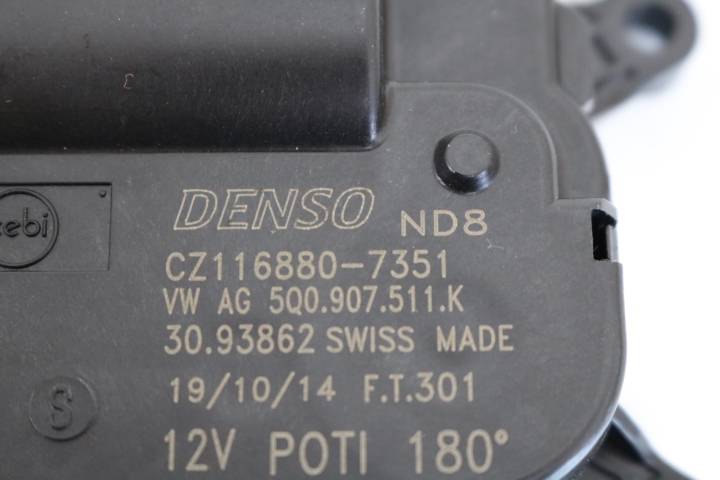 DENSO ND8
cebi
CZ116880-7351
VW AG 5Q0.907.511.K
30.93862 SWISS MADE
19/10/14 F.T.301
S
12V POTI 180°